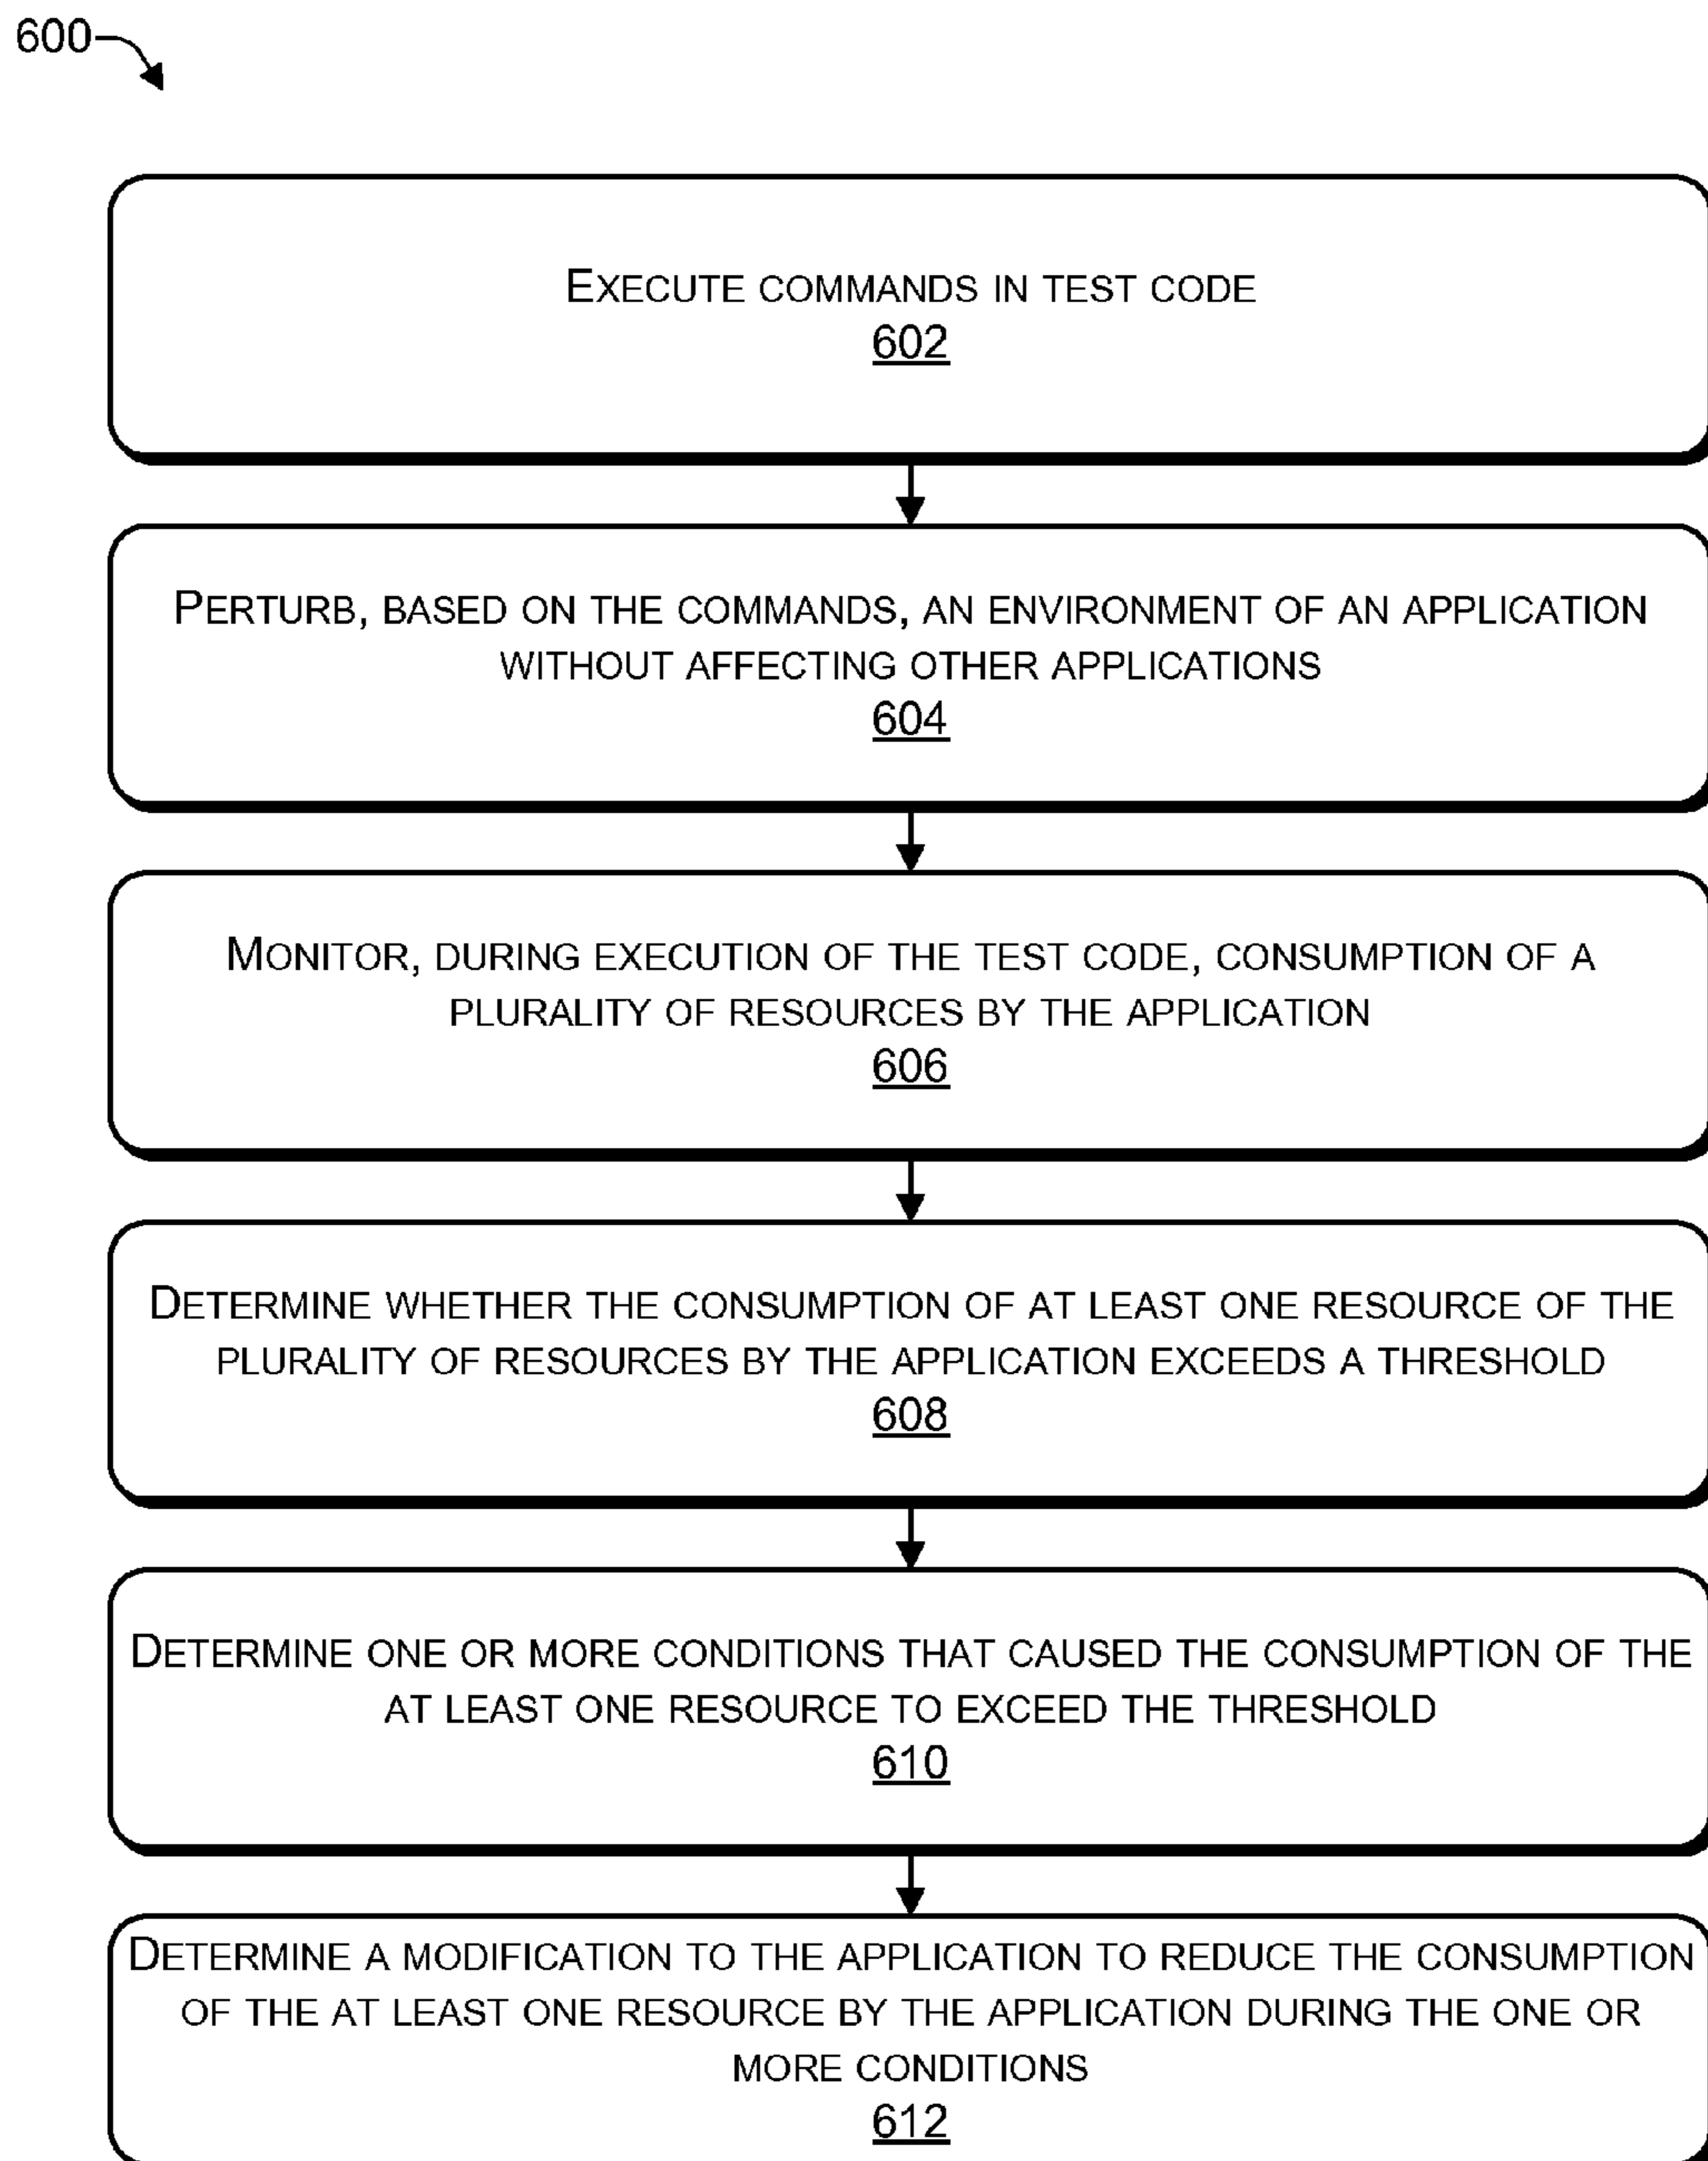 600
EXECUTE COMMANDS IN TEST CODE
602
PERTURB, BASED ON THE COMMANDS, AN ENVIRONMENT OF AN APPLICATION
WITHOUT AFFECTING OTHER APPLICATIONS
604
MONITOR, DURING EXECUTION OF THE TEST CODE, CONSUMPTION OF A
PLURALITY OF RESOURCES BY THE APPLICATION
606
DETERMINE WHETHER THE CONSUMPTION OF AT LEAST ONE RESOURCE OF THE
PLURALITY OF RESOURCES BY THE APPLICATION EXCEEDS A THRESHOLD
608
DETERMINE ONE OR MORE CONDITIONS THAT CAUSED THE CONSUMPTION OF THE
AT LEAST ONE RESOURCE TO EXCEED THE THRESHOLD
610
DETERMINE A MODIFICATION TO THE APPLICATION TO REDUCE THE CONSUMPTION
OF THE AT LEAST ONE RESOURCE BY THE APPLICATION DURING THE ONE OR
MORE CONDITIONS
612